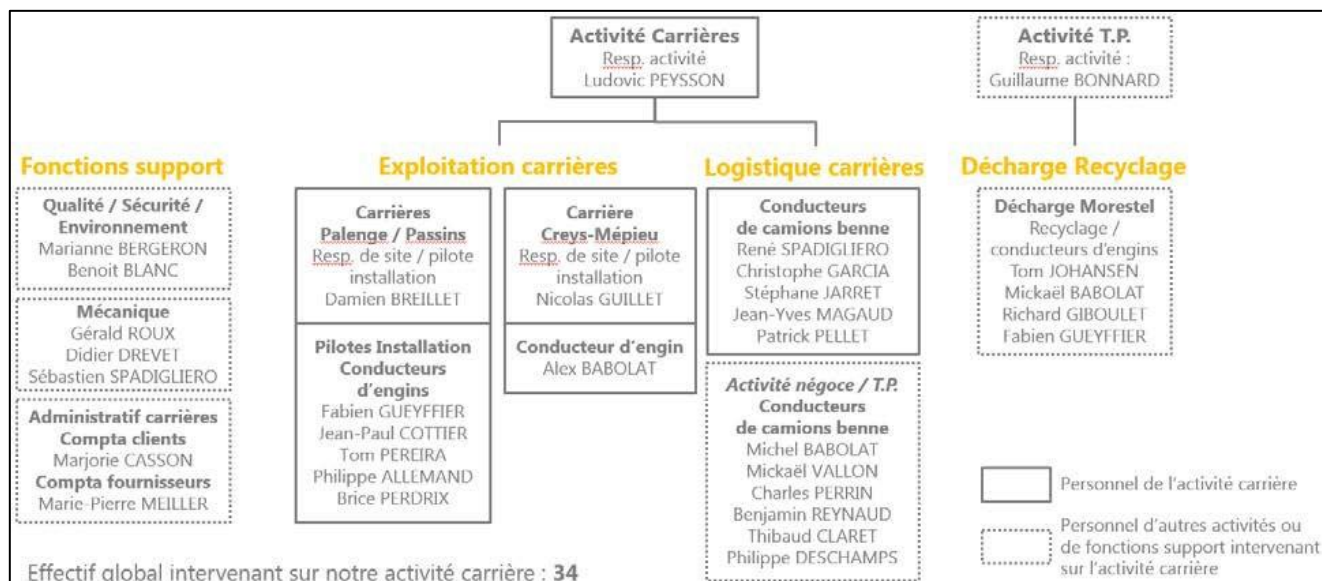 Activité Carrières
Resp. activité
Ludovic PEYSSON
Activité T.P.
Resp. activité :
Guillaume BONNARD
Fonctions support
Qualité / Sécurité /
Environnement
Marianne BERGERON
Benoit BLANC
Mécanique
Gérald ROUX
Didier DREVET
Sébastien SPADIGLIERO
Administratif carrières
Compta clients
Marjorie CASSON
Compta fournisseurs
Marie-Pierre MEILLER
Exploitation carrières
Carrières
Palenge / Passins
Resp. de site / pilote
installation
Damien BREILLET
Pilotes Installation
Conducteurs
d'engins
Fabien GUEYFFIER
Jean-Paul COTTIER
Tom PEREIRA
Philippe ALLEMAND
Brice PERDRIX
Carrière
Creys-Mépieu
Resp. de site / pilote
installation
Nicolas GUILLET
Conducteur d'engin
Alex BABOLAT
Logistique carrières
Conducteurs
de camions benne
René SPADIGLIERO
Christophe GARCIA
Stéphane JARRET
Jean-Yves MAGAUD
Patrick PELLET
Activité négoce / T.P.
Conducteurs
de camions benne
Michel BABOLAT
Mickaël VALLON
Charles PERRIN
Benjamin REYNAUD
Thibaud CLARET
Philippe DESCHAMPS
Décharge Recyclage
Décharge Morestel
Recyclage /
conducteurs d'engins
Tom JOHANSEN
Mickaël BABOLAT
Richard GIBOULET
Fabien GUEYFFIER
Personnel de l'activité carrière
Personnel d'autres activités ou
de fonctions support intervenant
sur l'activité carrière
Effectif global intervenant sur notre activité carrière : 34